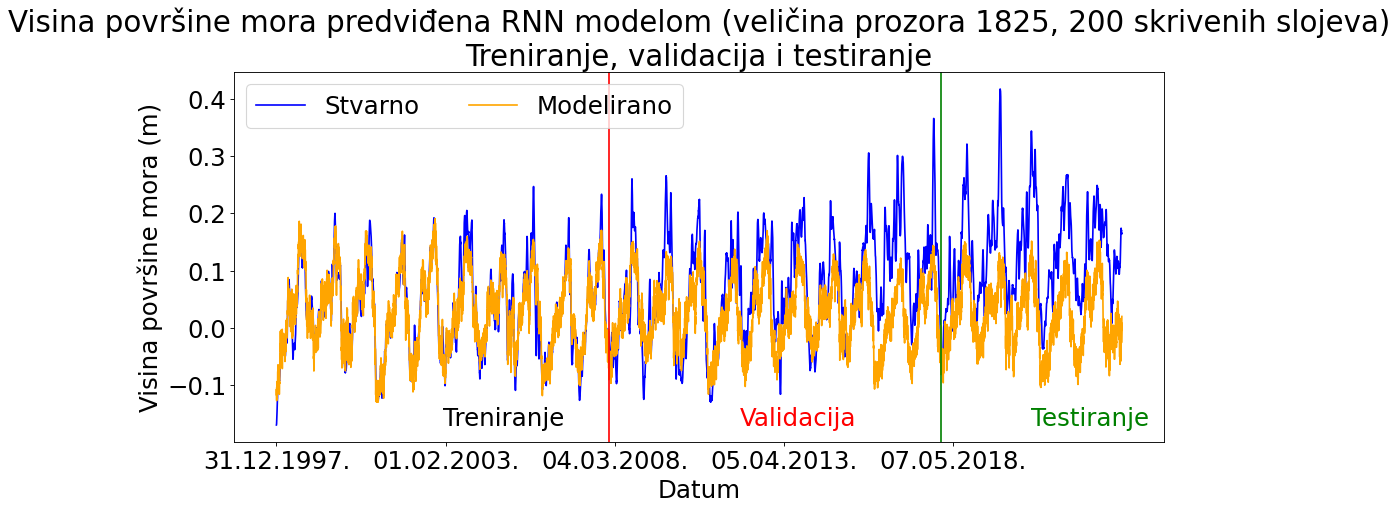 Visina površine mora predviđena RNN modelom (veličina prozora 1825, 200 skrivenih slojeva)
Treniranje, validacija i testiranje
Stvarno
Modelirano
Visina površine mora (m)
0.4
0.3
0.2
0.1
0.0
−0.1
Treniranje
Validacija
Testiranje
31.12.1997.
01.02.2003.
04.03.2008.
05.04.2013.
07.05.2018.
Datum